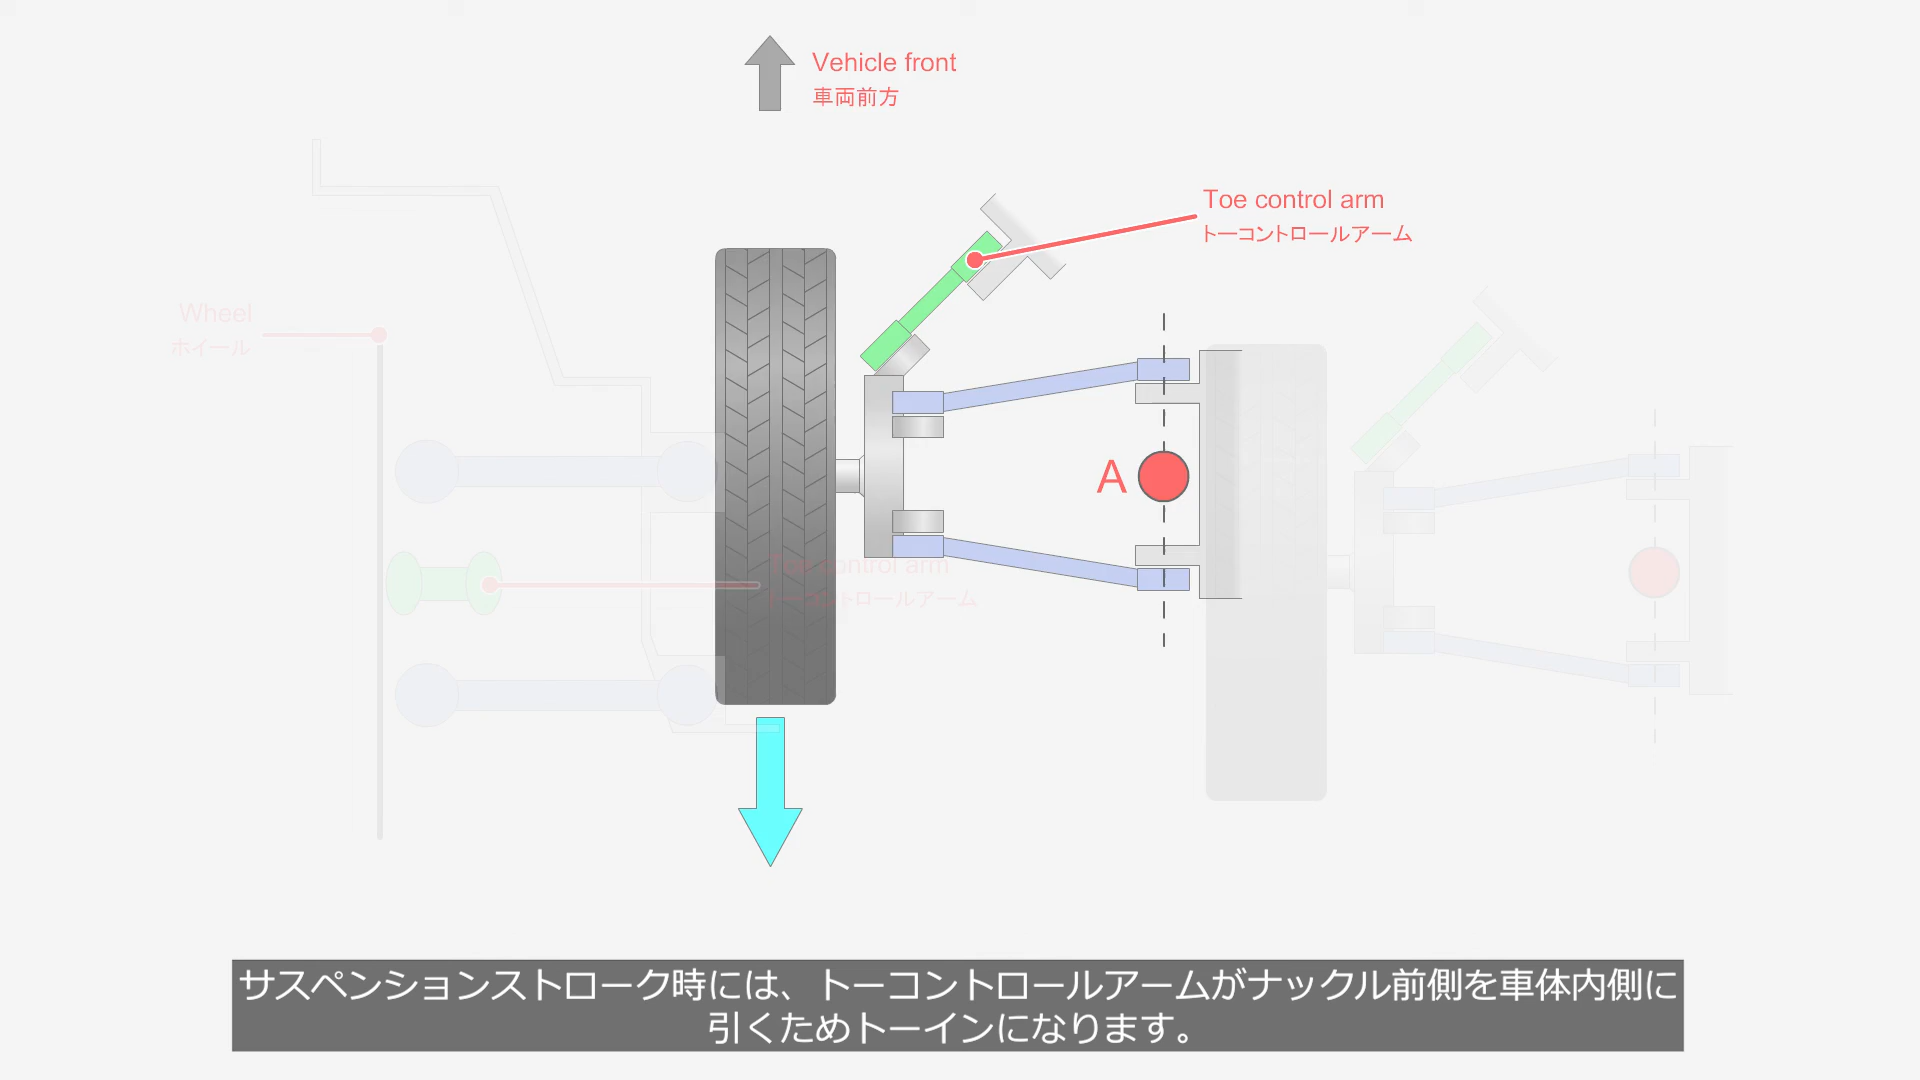 Vehicle front
車両前方
Toe control arm
トーコントロールアーム
Wheel
ホイール
A
Toe control arm
トーコントロールアーム
サスペンションストローク時には、トーコントロールアームがナックル前側を車体内側に
引くためトーインになります。